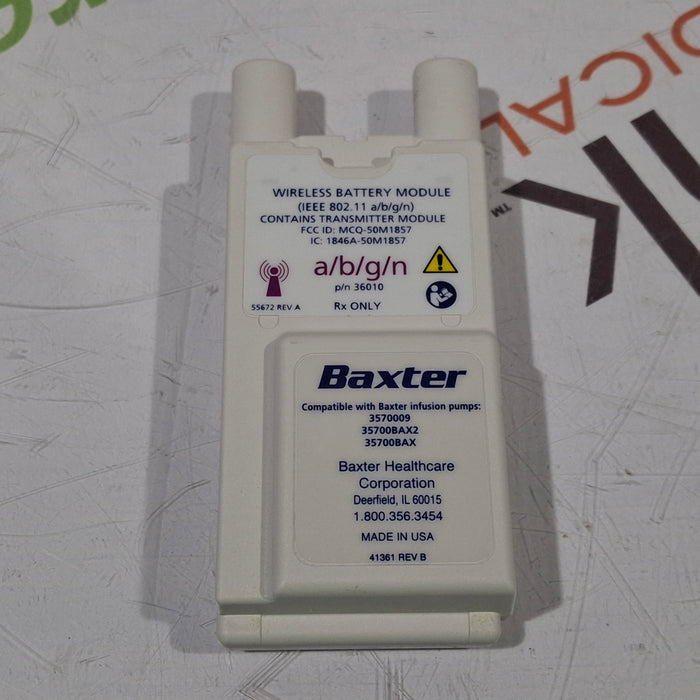 WIRELESS BATTERY MODULE
(IEEE 802.11 a/b/g/n)
CONTAINS TRANSMITTER MODULE
FCC ID: MCQ-50M1857
IC: 1846A-50M1857
a/b/g/n
p/n 36010
55672 REV A
Rx ONLY
Baxter
Compatible with Baxter infusion pumps:
3570009
35700BAX2
35700BAX
Baxter Healthcare
Corporation
Deerfield, IL 60015
1.800.356.3454
MADE IN USA
41361 REV B
DICAL
TM